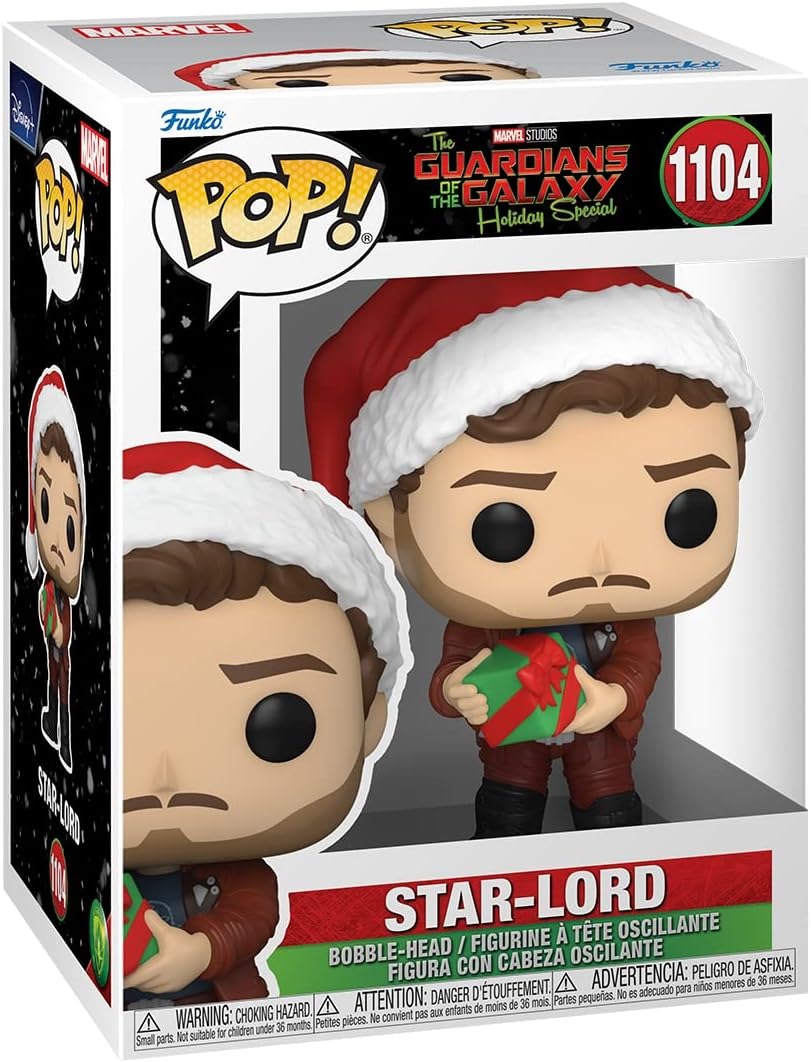 MARVEL
POP!
Funko
Disney+
MARVEL
POP!
STAR-LORD
1104
Funko
POP!®
MARVEL STUDIOS
The
GUARDIANS
OF THE GALAXY
Holiday Special
1104
STAR-LORD
BOBBLE-HEAD / FIGURINE À TÊTE OSCILLANTE
FIGURA CON CABEZA OSCILANTE
WARNING: CHOKING HAZARD.
Small parts. Not suitable for children under 36 months.
ATTENTION: DANGER D'ÉTOUFFEMENT.
Petites pièces. Ne convient pas aux enfants de moins de 36 mois.
ADVERTENCIA: PELIGRO DE ASFIXIA.
Partes pequeñas. No es adecuado para niños menores de 36 meses.